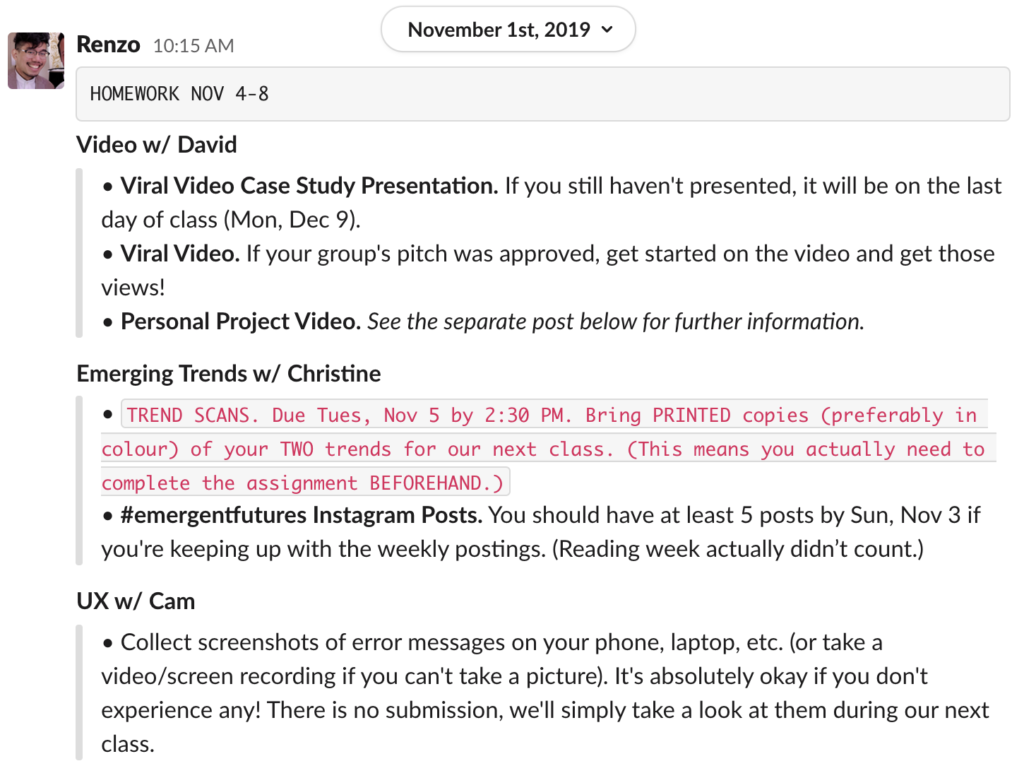 November 1st, 2019
Renzo 10:15 AM
HOMEWORK NOV 4-8
Video w/ David
• Viral Video Case Study Presentation. If you still haven't presented, it will be on the last
day of class (Mon, Dec 9).
• Viral Video. If your group's pitch was approved, get started on the video and get those
views!
• Personal Project Video. See the separate post below for further information.
Emerging Trends w/ Christine
• TREND SCANS. Due Tues, Nov 5 by 2:30 PM. Bring PRINTED copies (preferably in
colour) of your TWO trends for our next class. (This means you actually need to
complete the assignment BEFOREHAND.)
• #emergentfutures Instagram Posts. You should have at least 5 posts by Sun, Nov 3 if
you're keeping up with the weekly postings. (Reading week actually didn’t count.)
UX w/ Cam
• Collect screenshots of error messages on your phone, laptop, etc. (or take a
video/screen recording if you can't take a picture). It's absolutely okay if you don't
experience any! There is no submission, we'll simply take a look at them during our next
class.